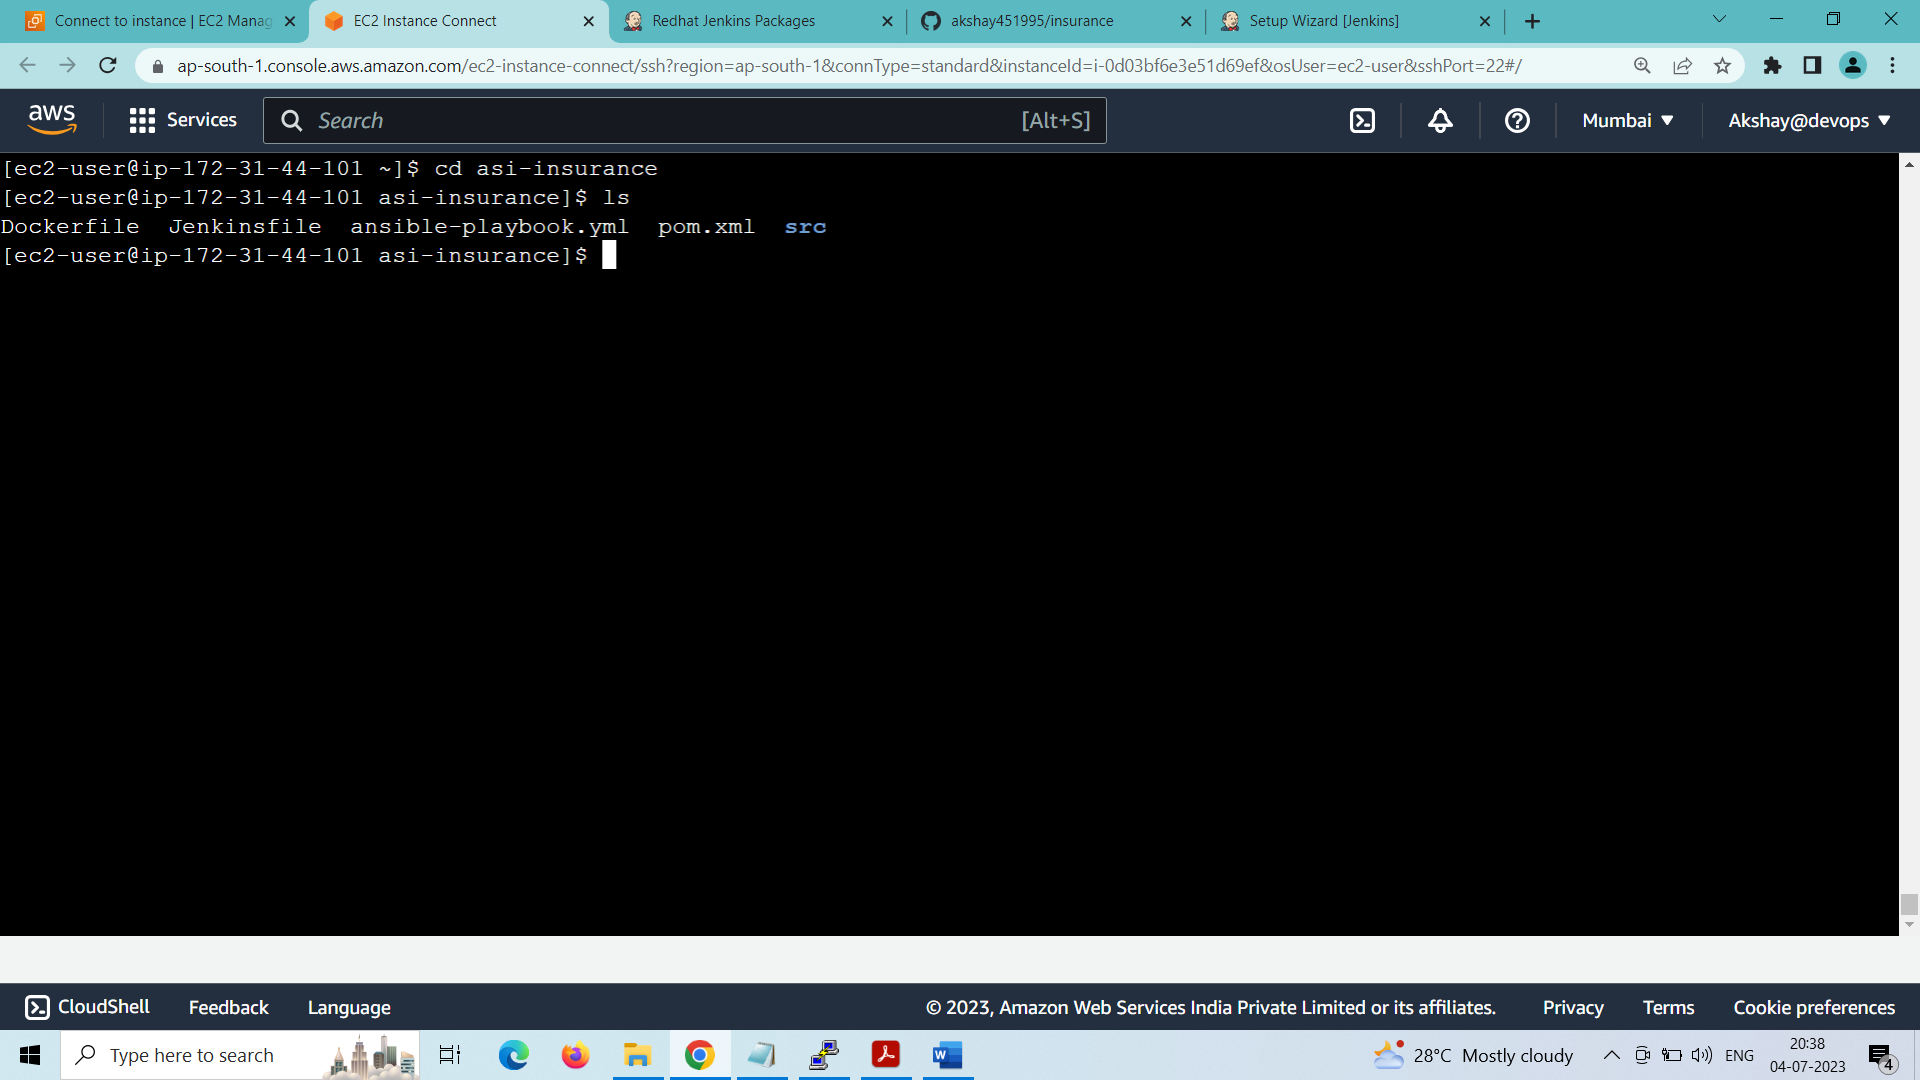 Connect to instance | EC2 Manag
EC2 Instance Connect
Redhat Jenkins Packages
akshay451995/insurance
Setup Wizard [Jenkins]
ap-south-1.console.aws.amazon.com/ec2-instance-connect/ssh?region=ap-south-1&connType=standard&instanceId=i-0d03bf6e3e51d69ef&osUser=ec2-user&sshPort=22#/
aws Services Search [Alt+S] Mumbai Akshay@devops
[ec2-user@ip-172-31-44-101 ~]$ cd asi-insurance
[ec2-user@ip-172-31-44-101 asi-insurance]$ ls
Dockerfile Jenkinsfile ansible-playbook.yml pom.xml src
[ec2-user@ip-172-31-44-101 asi-insurance]$
CloudShell Feedback Language © 2023, Amazon Web Services India Private Limited or its affiliates. Privacy Terms Cookie preferences
Type here to search
28°C Mostly cloudy
ENG
20:38
04-07-2023
4